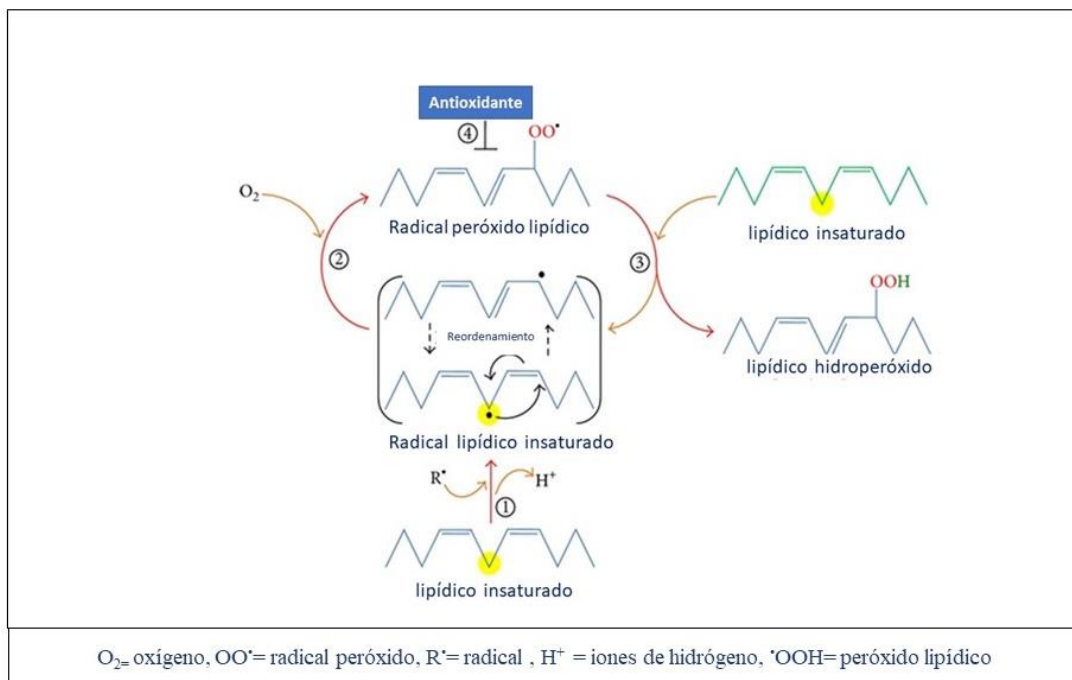 Antioxidante
④
OO•
O₂
Radical peróxido lipídico
lipídico insaturado
②
③
OOH
Reordenamiento
lipídico hidroperóxido
Radical lipídico insaturado
R•
H⁺
①
lipídico insaturado
O₂= oxígeno, OO•= radical peróxido, R•= radical , H⁺ = iones de hidrógeno, •OOH= peróxido lipídico